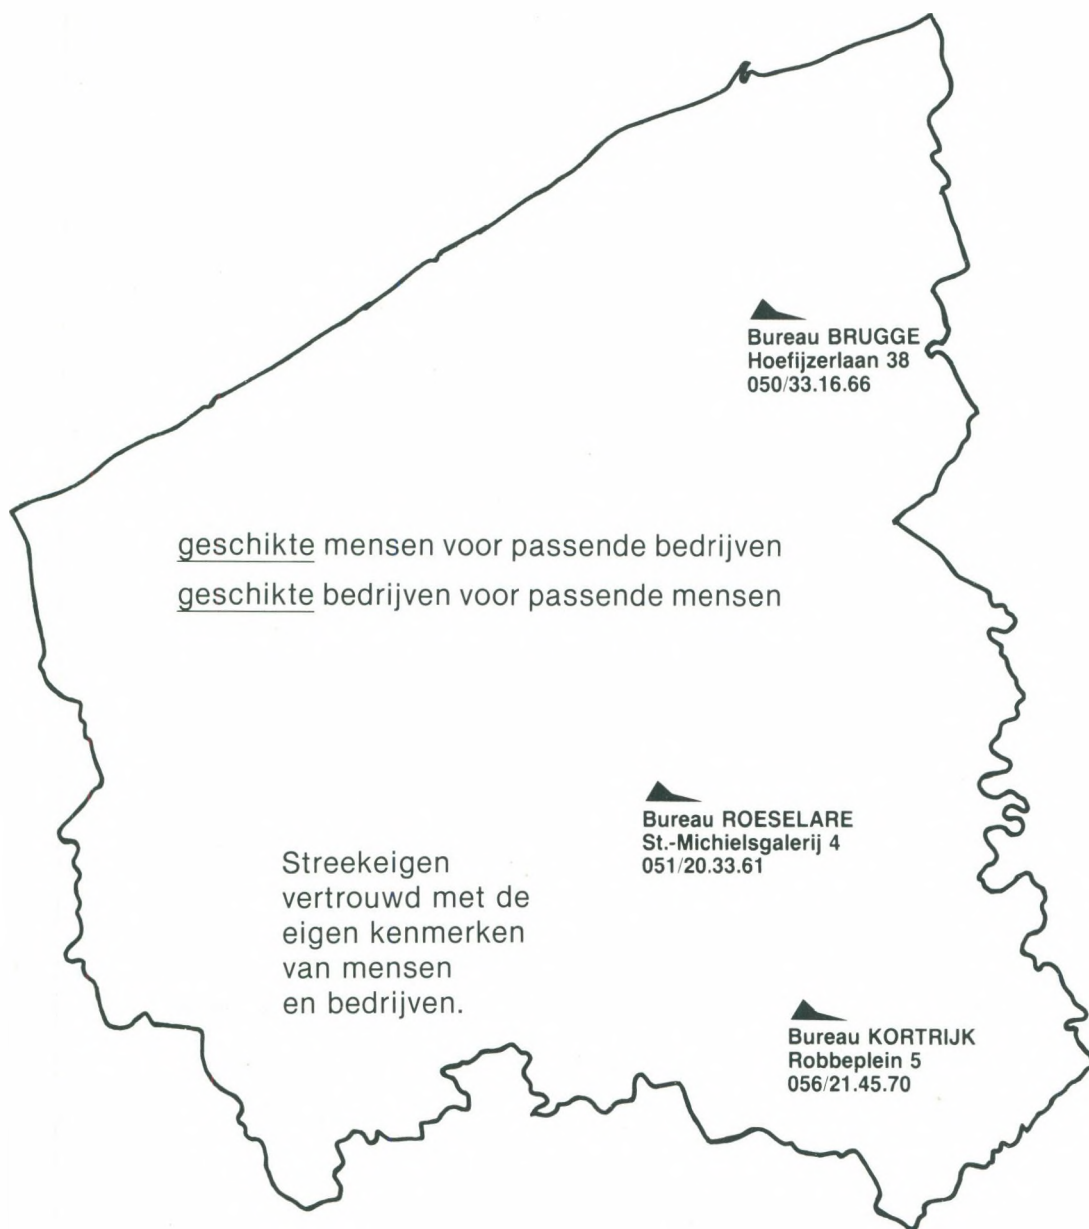 Bureau BRUGGE
Hoefijzerlaan 38
050/33.16.66
geschikte mensen voor passende bedrijven
geschikte bedrijven voor passende mensen
Bureau ROESELARE
St.-Michielsgalerij 4
051/20.33.61
Streekeigen
vertrouwd met de
eigen kenmerken
van mensen
en bedrijven.
Bureau KORTRIJK
Robbeplein 5
056/21.45.70